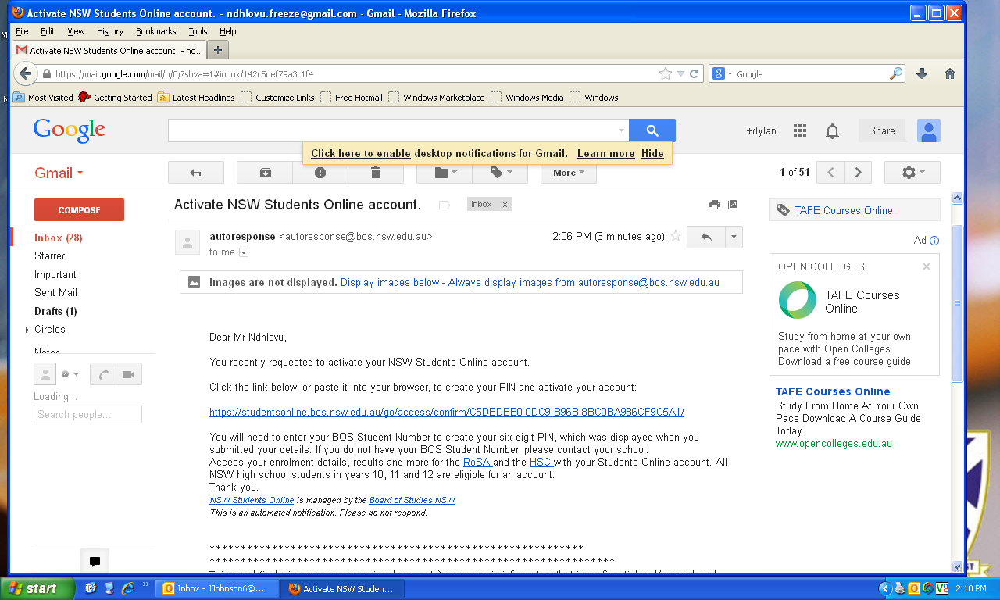 Activate NSW Students Online account. - ndhlovu.freeze@gmail.com - Gmail - Mozilla Firefox
File Edit View History Bookmarks Tools Help
Activate NSW Students Online account. - nd...
https://mail.google.com/mail/u/0/?shva=1#inbox/142c5def79a3c1f4
Google
Most Visited Getting Started Latest Headlines Customize Links Free Hotmail Windows Marketplace Windows Media Windows
Google
+dylan
Share
Click here to enable desktop notifications for Gmail. Learn more Hide
Gmail
More
1 of 51
COMPOSE
Inbox (28)
Starred
Important
Sent Mail
Drafts (1)
Circles
Notes
Loading...
Search people...
Activate NSW Students Online account.
Inbox x
autoresponse <autoresponse@bos.nsw.edu.au>
2:06 PM (3 minutes ago)
to me
Images are not displayed. Display images below - Always display images from autoresponse@bos.nsw.edu.au
Dear Mr Ndhlovu,
You recently requested to activate your NSW Students Online account.
Click the link below, or paste it into your browser, to create your PIN and activate your account:
https://studentsonline.bos.nsw.edu.au/go/access/confirm/C5DEDBB0-0DC9-B96B-8BC0BA986CF9C5A1/
You will need to enter your BOS Student Number to create your six-digit PIN, which was displayed when you
submitted your details. If you do not have your BOS Student Number, please contact your school.
Access your enrolment details, results and more for the RoSA and the HSC with your Students Online account. All
NSW high school students in years 10, 11 and 12 are eligible for an account.
Thank you.
NSW Students Online is managed by the Board of Studies NSW
This is an automated notification. Please do not respond.
************************************************************
*****************************************************************
This email (including any accompanying documents) may contain information that is confidential and/or privileged
TAFE Courses Online
Ad
OPEN COLLEGES
TAFE Courses
Online
Study from home at your own
pace with Open Colleges.
Download a free course guide.
TAFE Courses Online
Study From Home At Your Own
Pace Download A Course Guide
Today.
www.opencolleges.edu.au
start
Inbox - JJohnson6@...
Activate NSW Studen...
2:10 PM